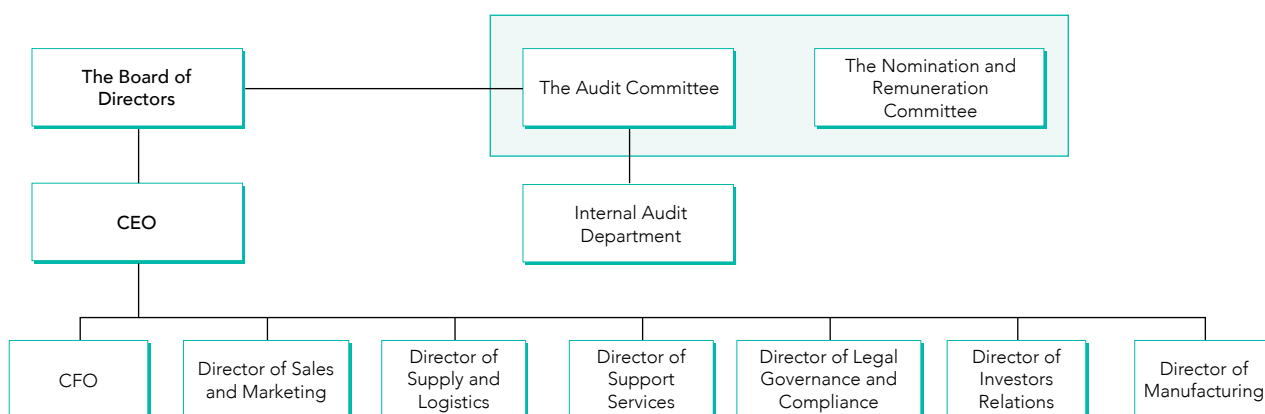 The Board of
Directors
The Audit Committee
The Nomination and
Remuneration
Committee
CEO
Internal Audit
Department
CFO
Director of Sales
and Marketing
Director of
Supply and
Logistics
Director of
Support
Services
Director of Legal
Governance and
Compliance
Director of
Investors
Relations
Director of
Manufacturing